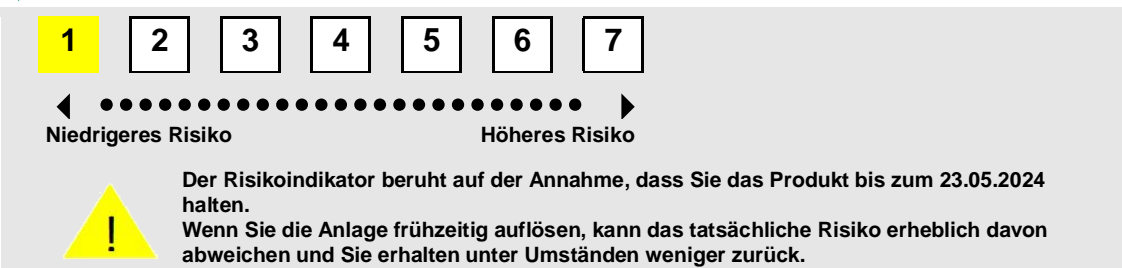 1 2 3 4 5 6 7
Niedrigeres Risiko Höheres Risiko
Der Risikoindikator beruht auf der Annahme, dass Sie das Produkt bis zum 23.05.2024
halten.
!
Wenn Sie die Anlage frühzeitig auflösen, kann das tatsächliche Risiko erheblich davon
abweichen und Sie erhalten unter Umständen weniger zurück.